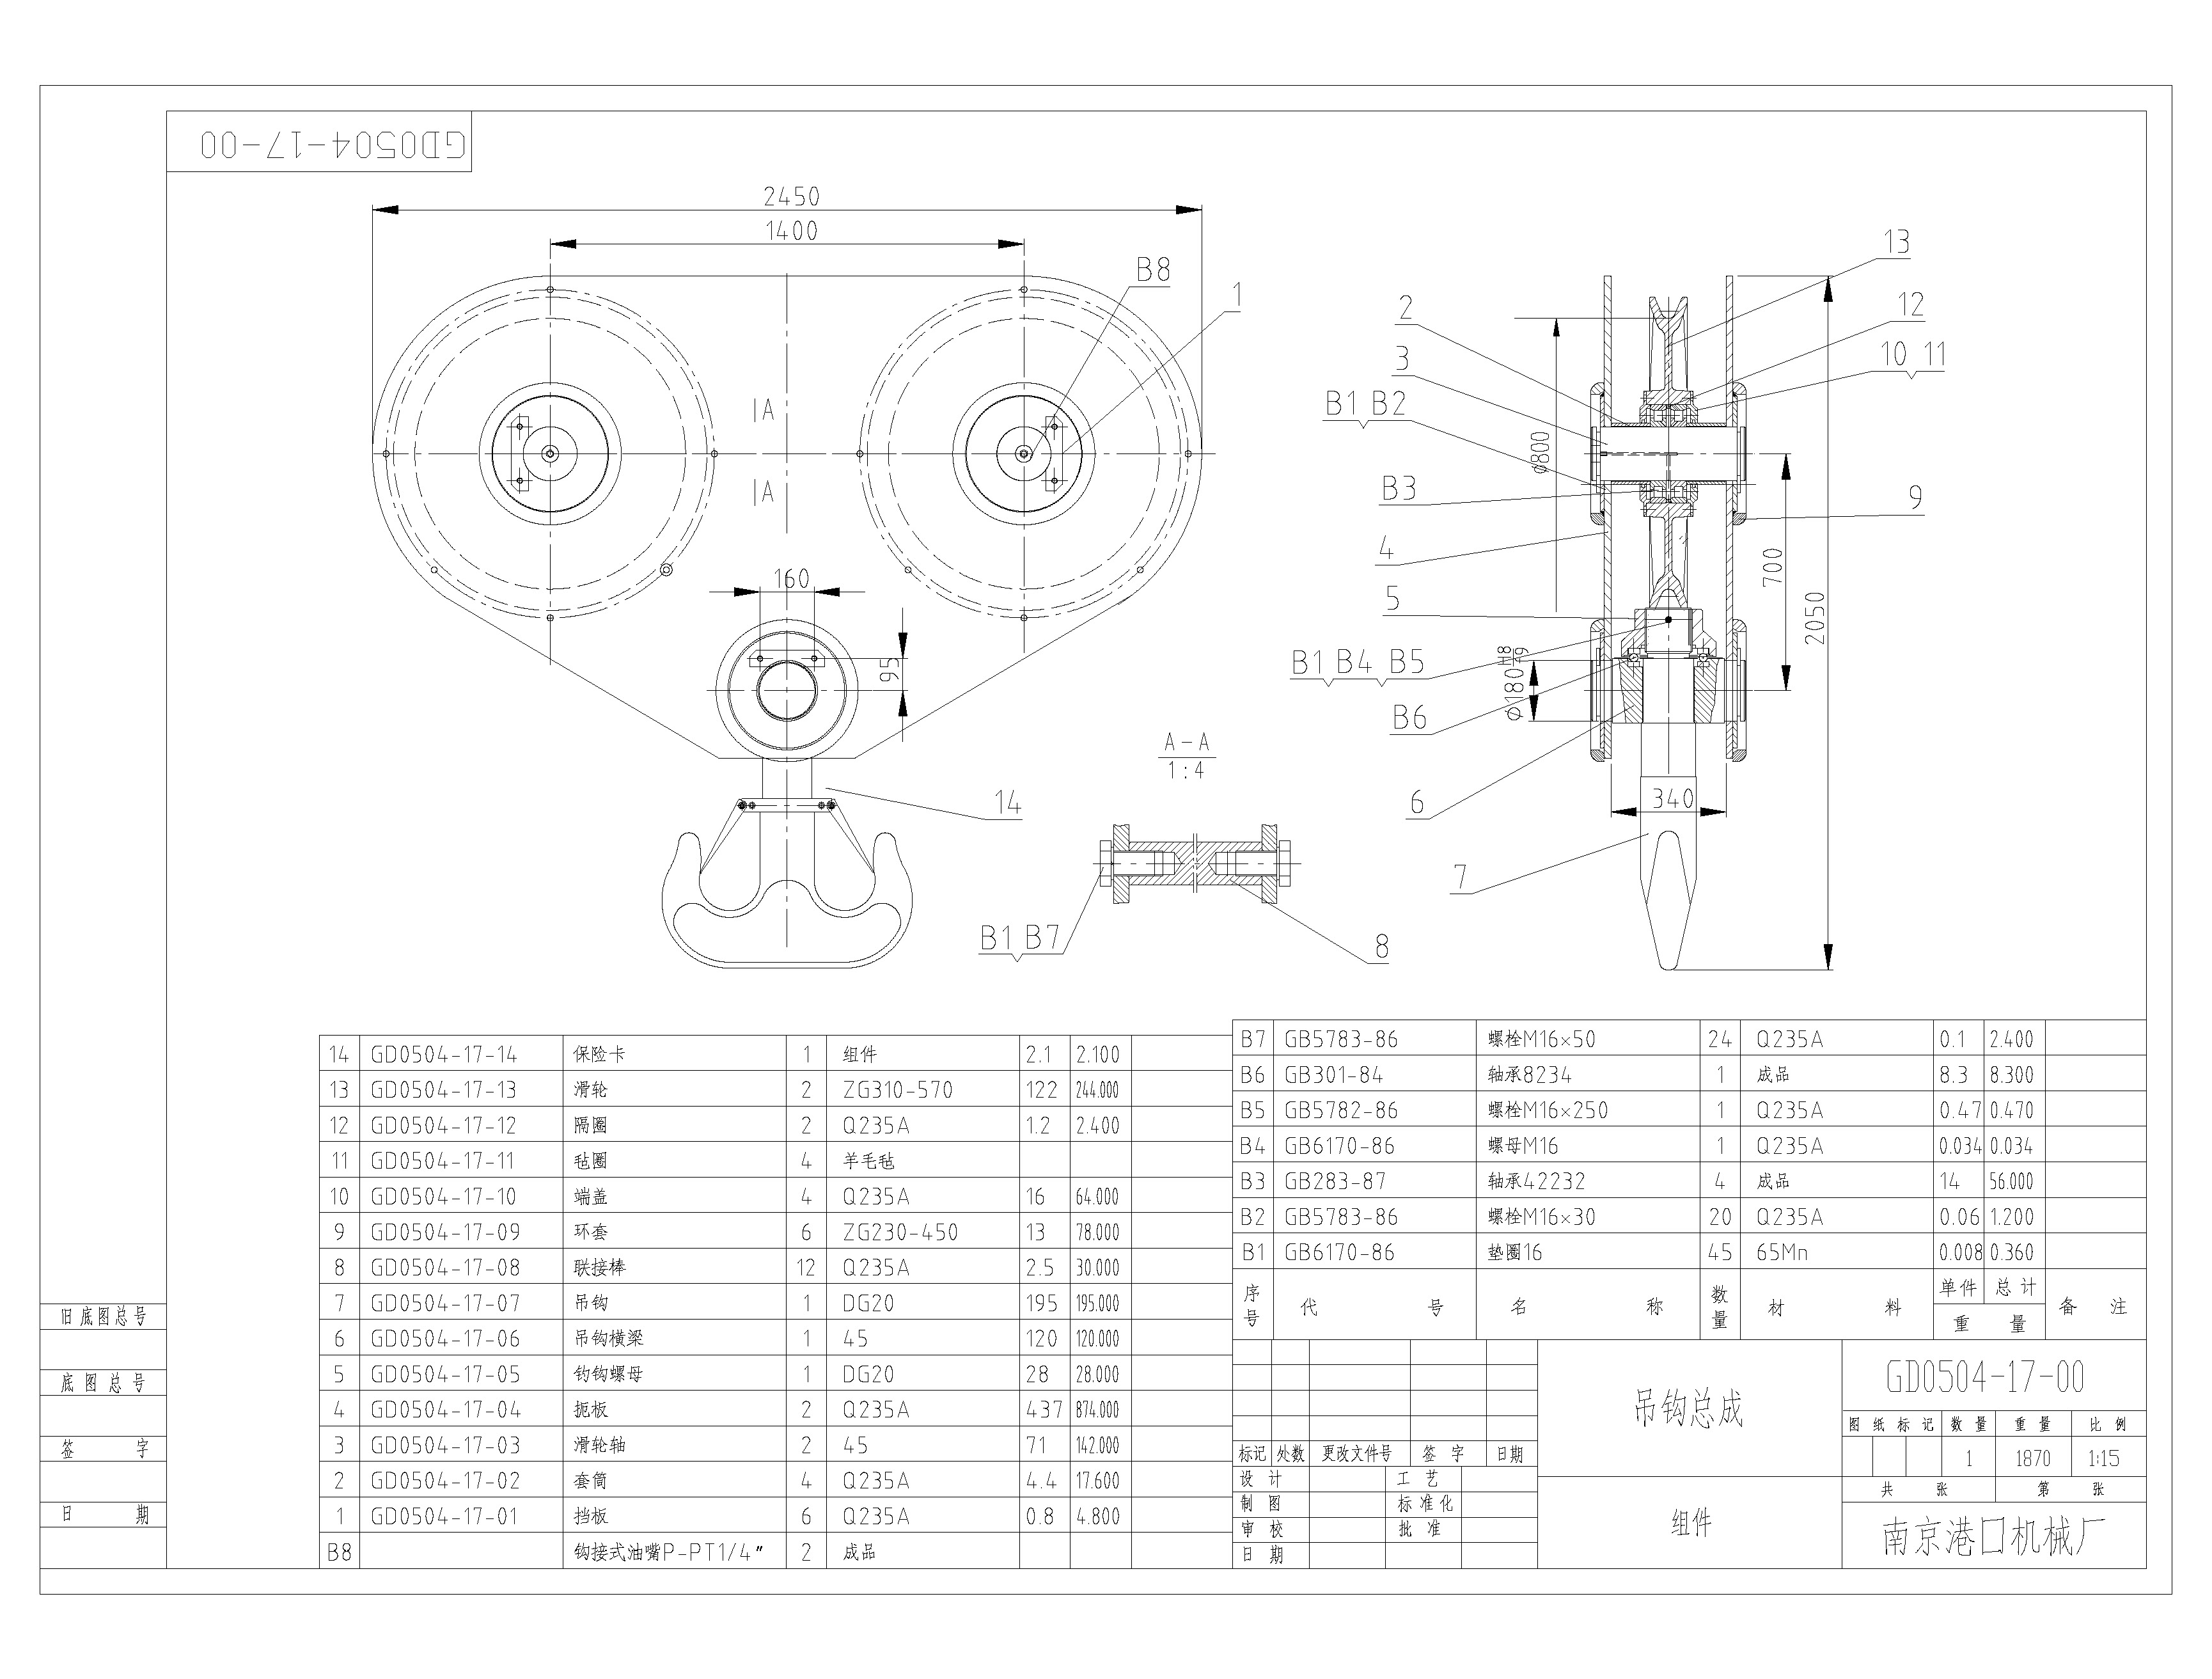 GD0504-17-00
2450
1400
B8
1
A
A
160
95
14
A-A
1:4
B1 B7
8
13
2
12
3
10 11
B1 B2
ϕ800
B3
9
4
700
5
2050
B1 B4 B5
ϕ180 H8/f9
B6
6
340
7
14 GD0504-17-14 保险卡 1 组件 2.1 2.100
13 GD0504-17-13 滑轮 2 ZG310-570 122 244.000
12 GD0504-17-12 隔圈 2 Q235A 1.2 2.400
11 GD0504-17-11 毡圈 4 羊毛毡
10 GD0504-17-10 端盖 4 Q235A 16 64.000
9 GD0504-17-09 环套 6 ZG230-450 13 78.000
8 GD0504-17-08 联接棒 12 Q235A 2.5 30.000
7 GD0504-17-07 吊钩 1 DG20 195 195.000
6 GD0504-17-06 吊钩横梁 1 45 120 120.000
5 GD0504-17-05 钓钩螺母 1 DG20 28 28.000
4 GD0504-17-04 扼板 2 Q235A 437 874.000
3 GD0504-17-03 滑轮轴 2 45 71 142.000
2 GD0504-17-02 套筒 4 Q235A 4.4 17.600
1 GD0504-17-01 挡板 6 Q235A 0.8 4.800
B8 钩接式油嘴P-PT1/4" 2 成品
B7 GB5783-86 螺栓M16×50 24 Q235A 0.1 2.400
B6 GB301-84 轴承8234 1 成品 8.3 8.300
B5 GB5782-86 螺栓M16×250 1 Q235A 0.47 0.470
B4 GB6170-86 螺母M16 1 Q235A 0.034 0.034
B3 GB283-87 轴承42232 4 成品 14 56.000
B2 GB5783-86 螺栓M16×30 20 Q235A 0.06 1.200
B1 GB6170-86 垫圈16 45 65Mn 0.008 0.360
序号 代号 名称 数量 材料 单件 总计 重量 备注
标记 处数 更改文件号 签字 日期
设计 工艺
制图 标准化
审校 批准
日期
吊钩总成
组件
GD0504-17-00
图纸标记 数量 重量 比例
1 1870 1:15
共 张 第 张
南京港口机械厂
旧底图总号
底图总号
签字
日期